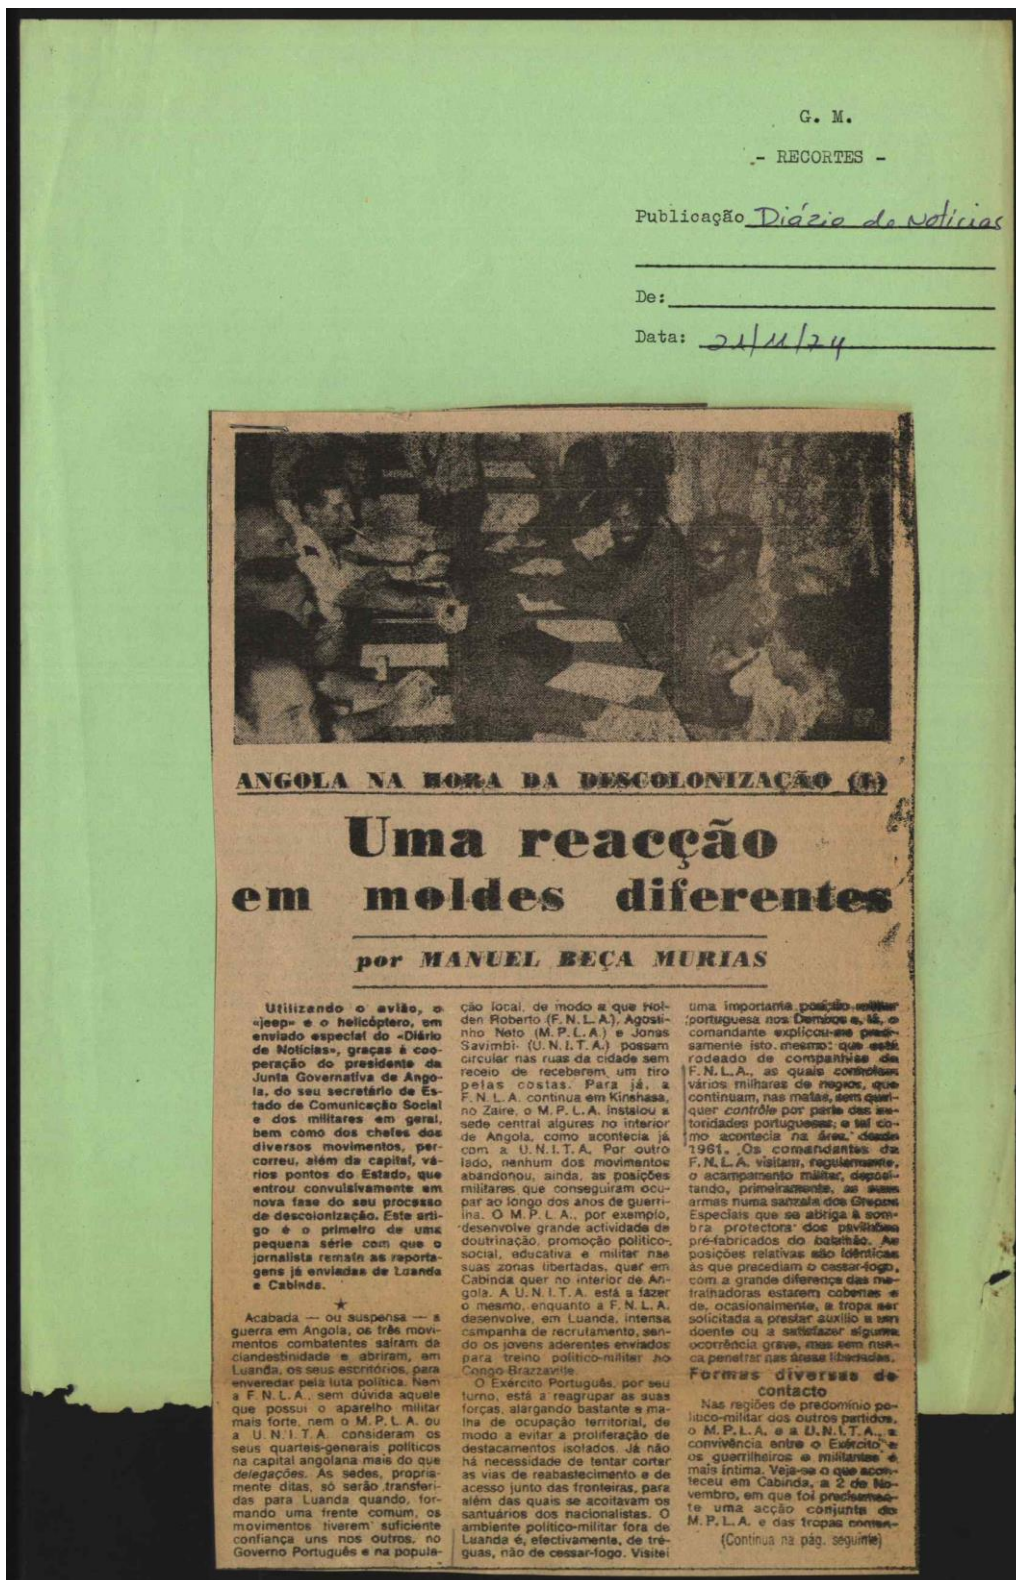 G. M.
- RECORTES -
Publicação Diário de Notícias
De:
Data: 21/11/74
ANGOLA NA HORA DA DESCOLONIZAÇÃO (I)
Uma reacção
em moldes diferentes
por MANUEL BEÇA MURIAS
Utilizando o avião, o
«jeep» e o helicóptero, em
enviado especial do «Diário
de Notícias», graças à coo-
peração do presidente da
Junta Governativa de Ango-
la, do seu secretário de Es-
tado de Comunicação Social
e dos militares em geral,
bem como dos chefes dos
diversos movimentos, per-
correu, além da capital, vá-
rios pontos do Estado, que
entrou convulsivamente em
nova fase do seu processo
de descolonização. Este arti-
go é o primeiro de uma
pequena série com que o
jornalista remata as reporta-
gens já enviadas de Luanda
e Cabinda.
★
Acabada — ou suspensa — a
guerra em Angola, os três movi-
mentos combatentes saíram da
clandestinidade e abriram, em
Luanda, os seus escritórios, para
enveredar pela luta política. Nem
a F. N. L. A., sem dúvida aquele
que possui o aparelho militar
mais forte, nem o M. P. L. A. ou
a U. N. I. T. A. consideram os
seus quarteis-generais políticos
na capital angolana mais do que
delegações. As sedes, propria-
mente ditas, só serão transferi-
das para Luanda quando, for-
mando uma frente comum, os
movimentos tiverem suficiente
confiança uns nos outros, no
Governo Português e na popula-
ção local, de modo a que Hol-
den Roberto (F. N. L. A.), Agosti-
nho Neto (M. P. L. A.) e Jonas
Savimbi (U. N. I. T. A.) possam
circular nas ruas da cidade sem
receio de receberem um tiro
pelas costas. Para já, a
F. N. L. A. continua em Kinshasa,
no Zaire, o M. P. L. A. instalou a
sede central algures no interior
de Angola, como acontecia já
com a U. N. I. T. A. Por outro
lado, nenhum dos movimentos
abandonou, ainda, as posições
militares que conseguiram ocu-
par ao longo dos anos de guerri-
lha. O M. P. L. A., por exemplo,
desenvolve grande actividade de
doutrinação, promoção político-
social, educativa e militar nas
suas zonas libertadas, quer em
Cabinda quer no interior de An-
gola. A U. N. I. T. A. está a fazer
o mesmo, enquanto a F. N. L. A.
desenvolve, em Luanda, intensa
campanha de recrutamento, sen-
do os jovens aderentes enviados
para treino político-militar no
Congo-Brazzaville.
O Exército Português, por seu
turno, está a reagrupar as suas
forças, alargando bastante a ma-
lha de ocupação territorial, de
modo a evitar a proliferação de
destacamentos isolados. Já não
há necessidade de tentar cortar
as vias de reabastecimento e de
acesso junto das fronteiras, para
além das quais se acoitavam os
santuários dos nacionalistas. O
ambiente político-militar fora de
Luanda é, efectivamente, de tré-
guas, não de cessar-fogo. Visitei
uma importante posição militar
portuguesa nos Dembos e, lá, o
comandante explicou-me preci-
samente isto mesmo: que está
rodeado de companhias da
F. N. L. A., as quais controlam
vários milhares de negros, que
continuam, nas matas, sem qual-
quer contrôle por parte das au-
toridades portuguesas, e tal co-
mo acontecia na área, desde
1961. Os comandantes da
F. N. L. A. visitam, regularmente,
o acampamento militar, deposi-
tando, primeiramente, as suas
armas numa sanzala dos Grupos
Especiais que se abriga à som-
bra protectora dos pavilhões
pré-fabricados do batalhão. As
posições relativas são idênticas
às que precediam o cessar-fogo,
com a grande diferença das me-
tralhadoras estarem cobertas e
de, ocasionalmente, a tropa ser
solicitada a prestar auxílio a um
doente ou a satisfazer alguma
ocorrência grave, mas sem nun-
ca penetrar nas áreas libertadas.
Formas diversas de
contacto
Nas regiões de predomínio po-
lítico-militar dos outros partidos,
o M. P. L. A. e a U. N. I. T. A., a
convivência entre o Exército e
os guerrilheiros e militantes é
mais íntima. Veja-se o que acon-
teceu em Cabinda, a 2 de No-
vembro, em que foi precisamen-
te uma acção conjunta do
M. P. L. A. e das tropas coman-
(Continua na pág. seguinte)